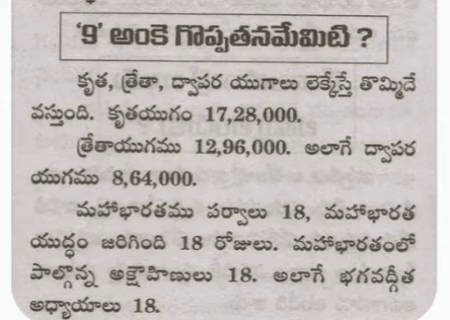 '9' అంకె గొప్పతనమేమిటి ?
కృత, త్రేతా, ద్వాపర యుగాలు లెక్కేస్తే తొమ్మిదే
వస్తుంది. కృతయుగం 17,28,000.
త్రేతాయుగము 12,96,000. అలాగే ద్వాపర
యుగము 8,64,000.
మహాభారతము పర్వాలు 18, మహాభారత
యుద్ధం జరిగింది 18 రోజులు. మహాభారతంలో
పాల్గొన్న అక్షౌహిణులు 18. అలాగే భగవద్గీత
అధ్యాయాలు 18.